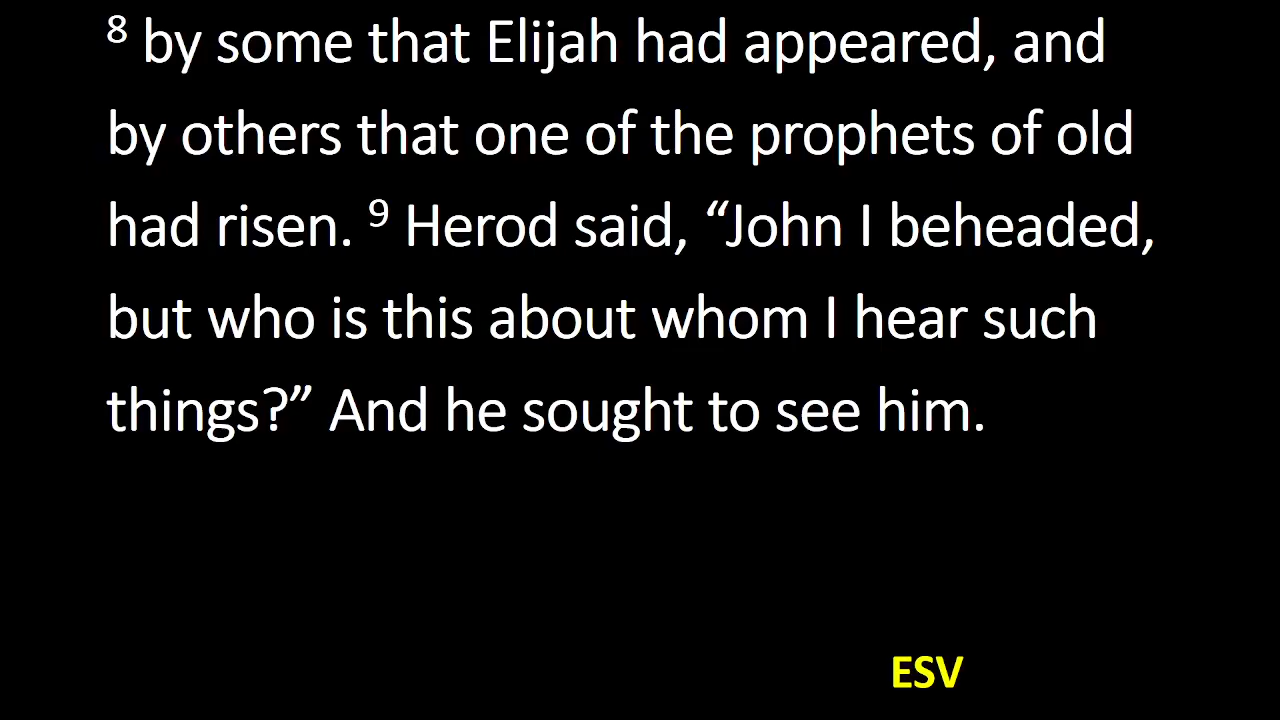 ⁸ by some that Elijah had appeared, and
by others that one of the prophets of old
had risen. ⁹ Herod said, “John I beheaded,
but who is this about whom I hear such
things?” And he sought to see him.
ESV